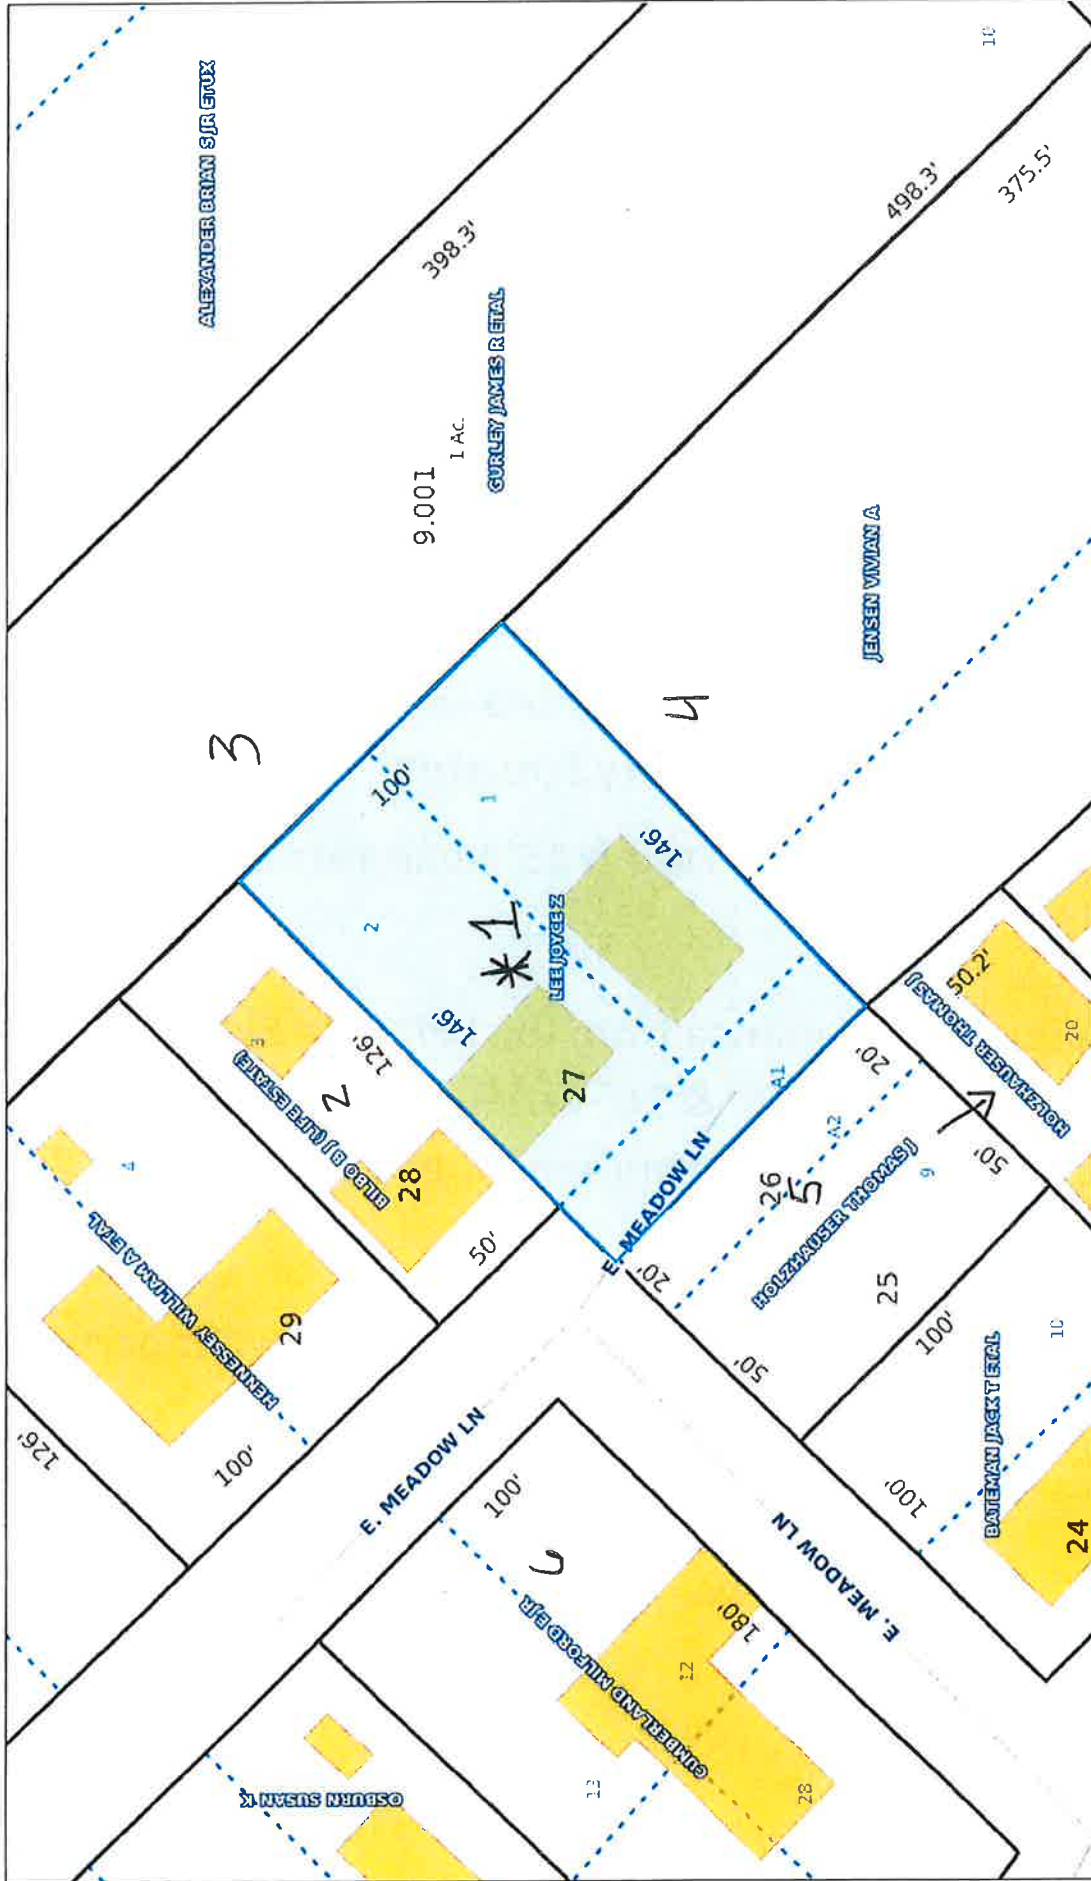 ALEXANDER BRIAN S JR ETUX
10
398.3'
498.3'
375.5'
GURLEY JAMES R ETAL
1 Ac.
9.001
JENSEN VIVIAN A
3
4
100'
1
2
146'
*1
LEE JOYCE Z
146'
27
A1
E. MEADOW LN
3
126'
2
BILBO B J (LIFE ESTATE)
28
50'
4
HENNESSEY WILLIAM A ETAL
29
126'
100'
50.2'
HOLZHAUSER THOMAS J
20
20'
A2
50'
9
26
5
HOLZHAUSER THOMAS J
20'
25
50'
100'
10
BATEMAN JACK T ETAL
100'
24
E. MEADOW LN
E. MEADOW LN
100'
6
CUMBERLAND MILFORD E JR
180'
12
13
28
OSBURN SUSAN K